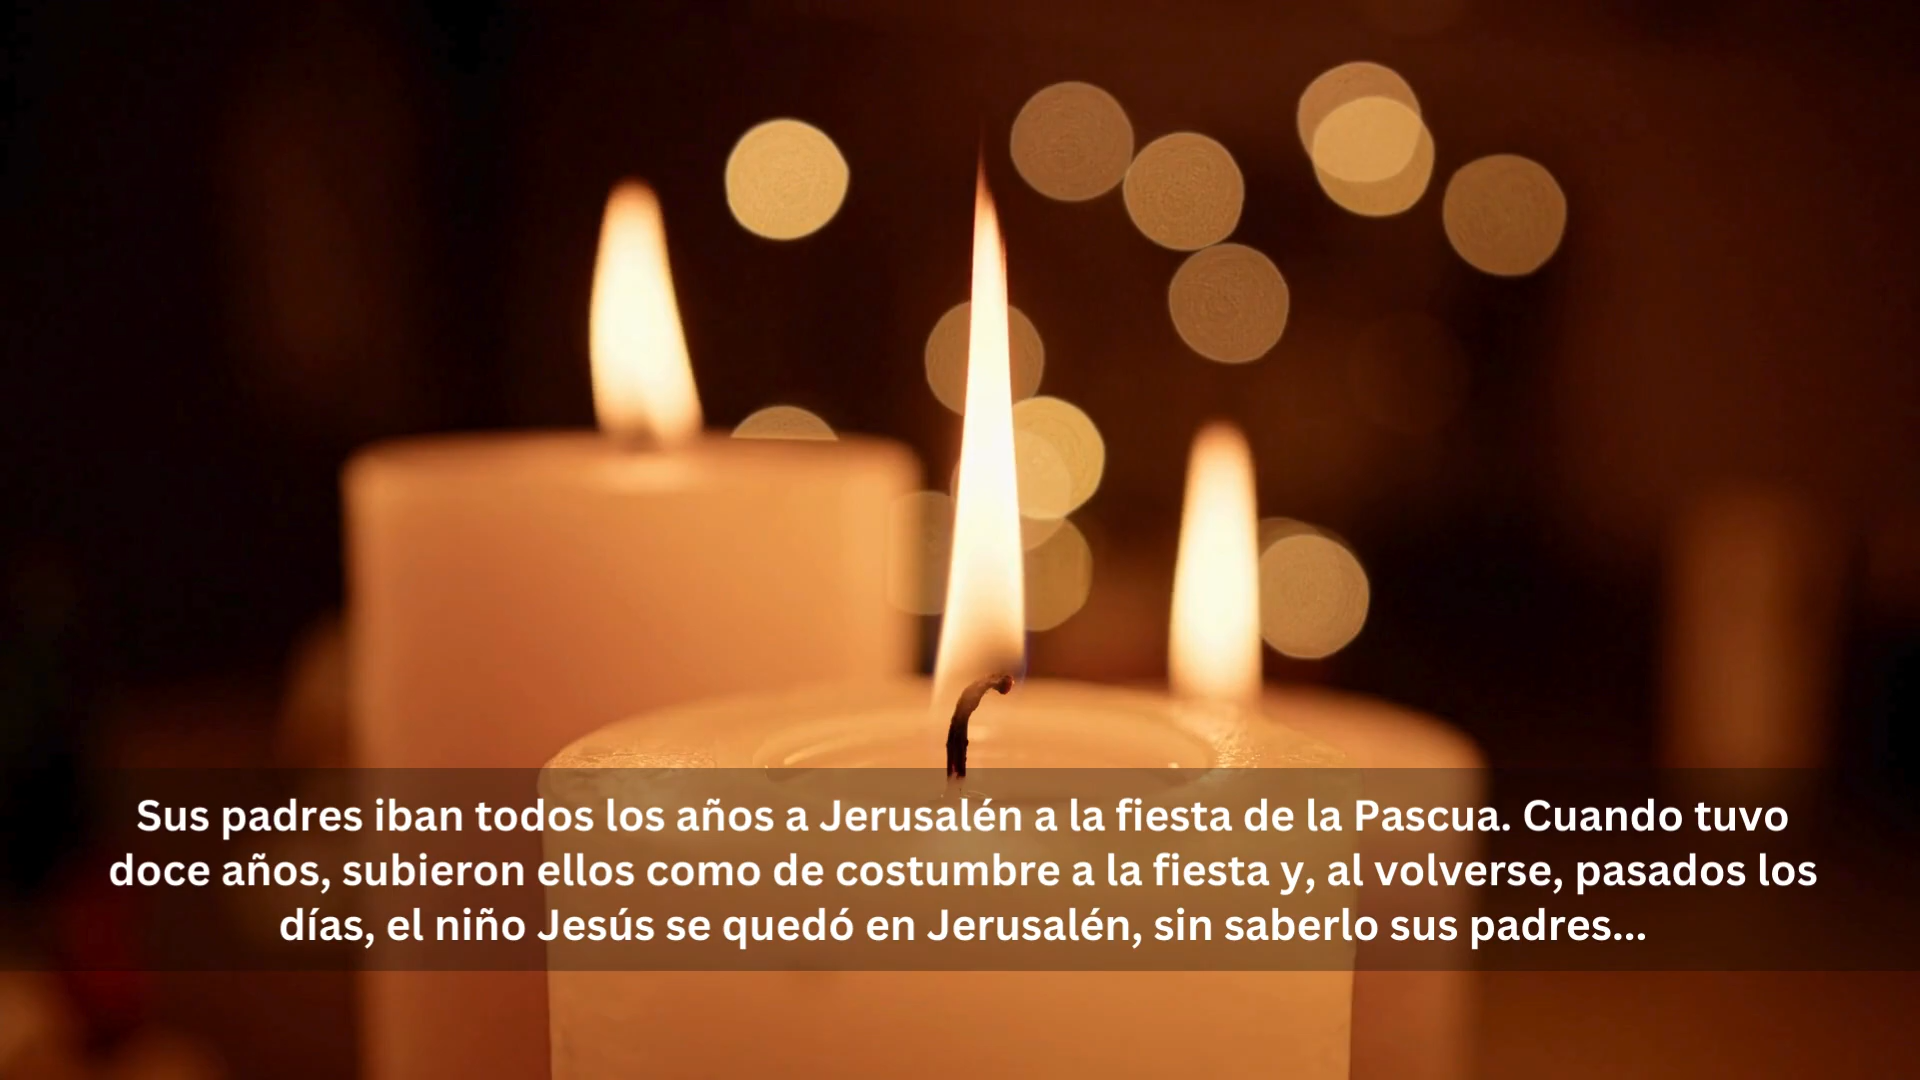 Sus padres iban todos los años a Jerusalén a la fiesta de la Pascua. Cuando tuvo
doce años, subieron ellos como de costumbre a la fiesta y, al volverse, pasados los
días, el niño Jesús se quedó en Jerusalén, sin saberlo sus padres...